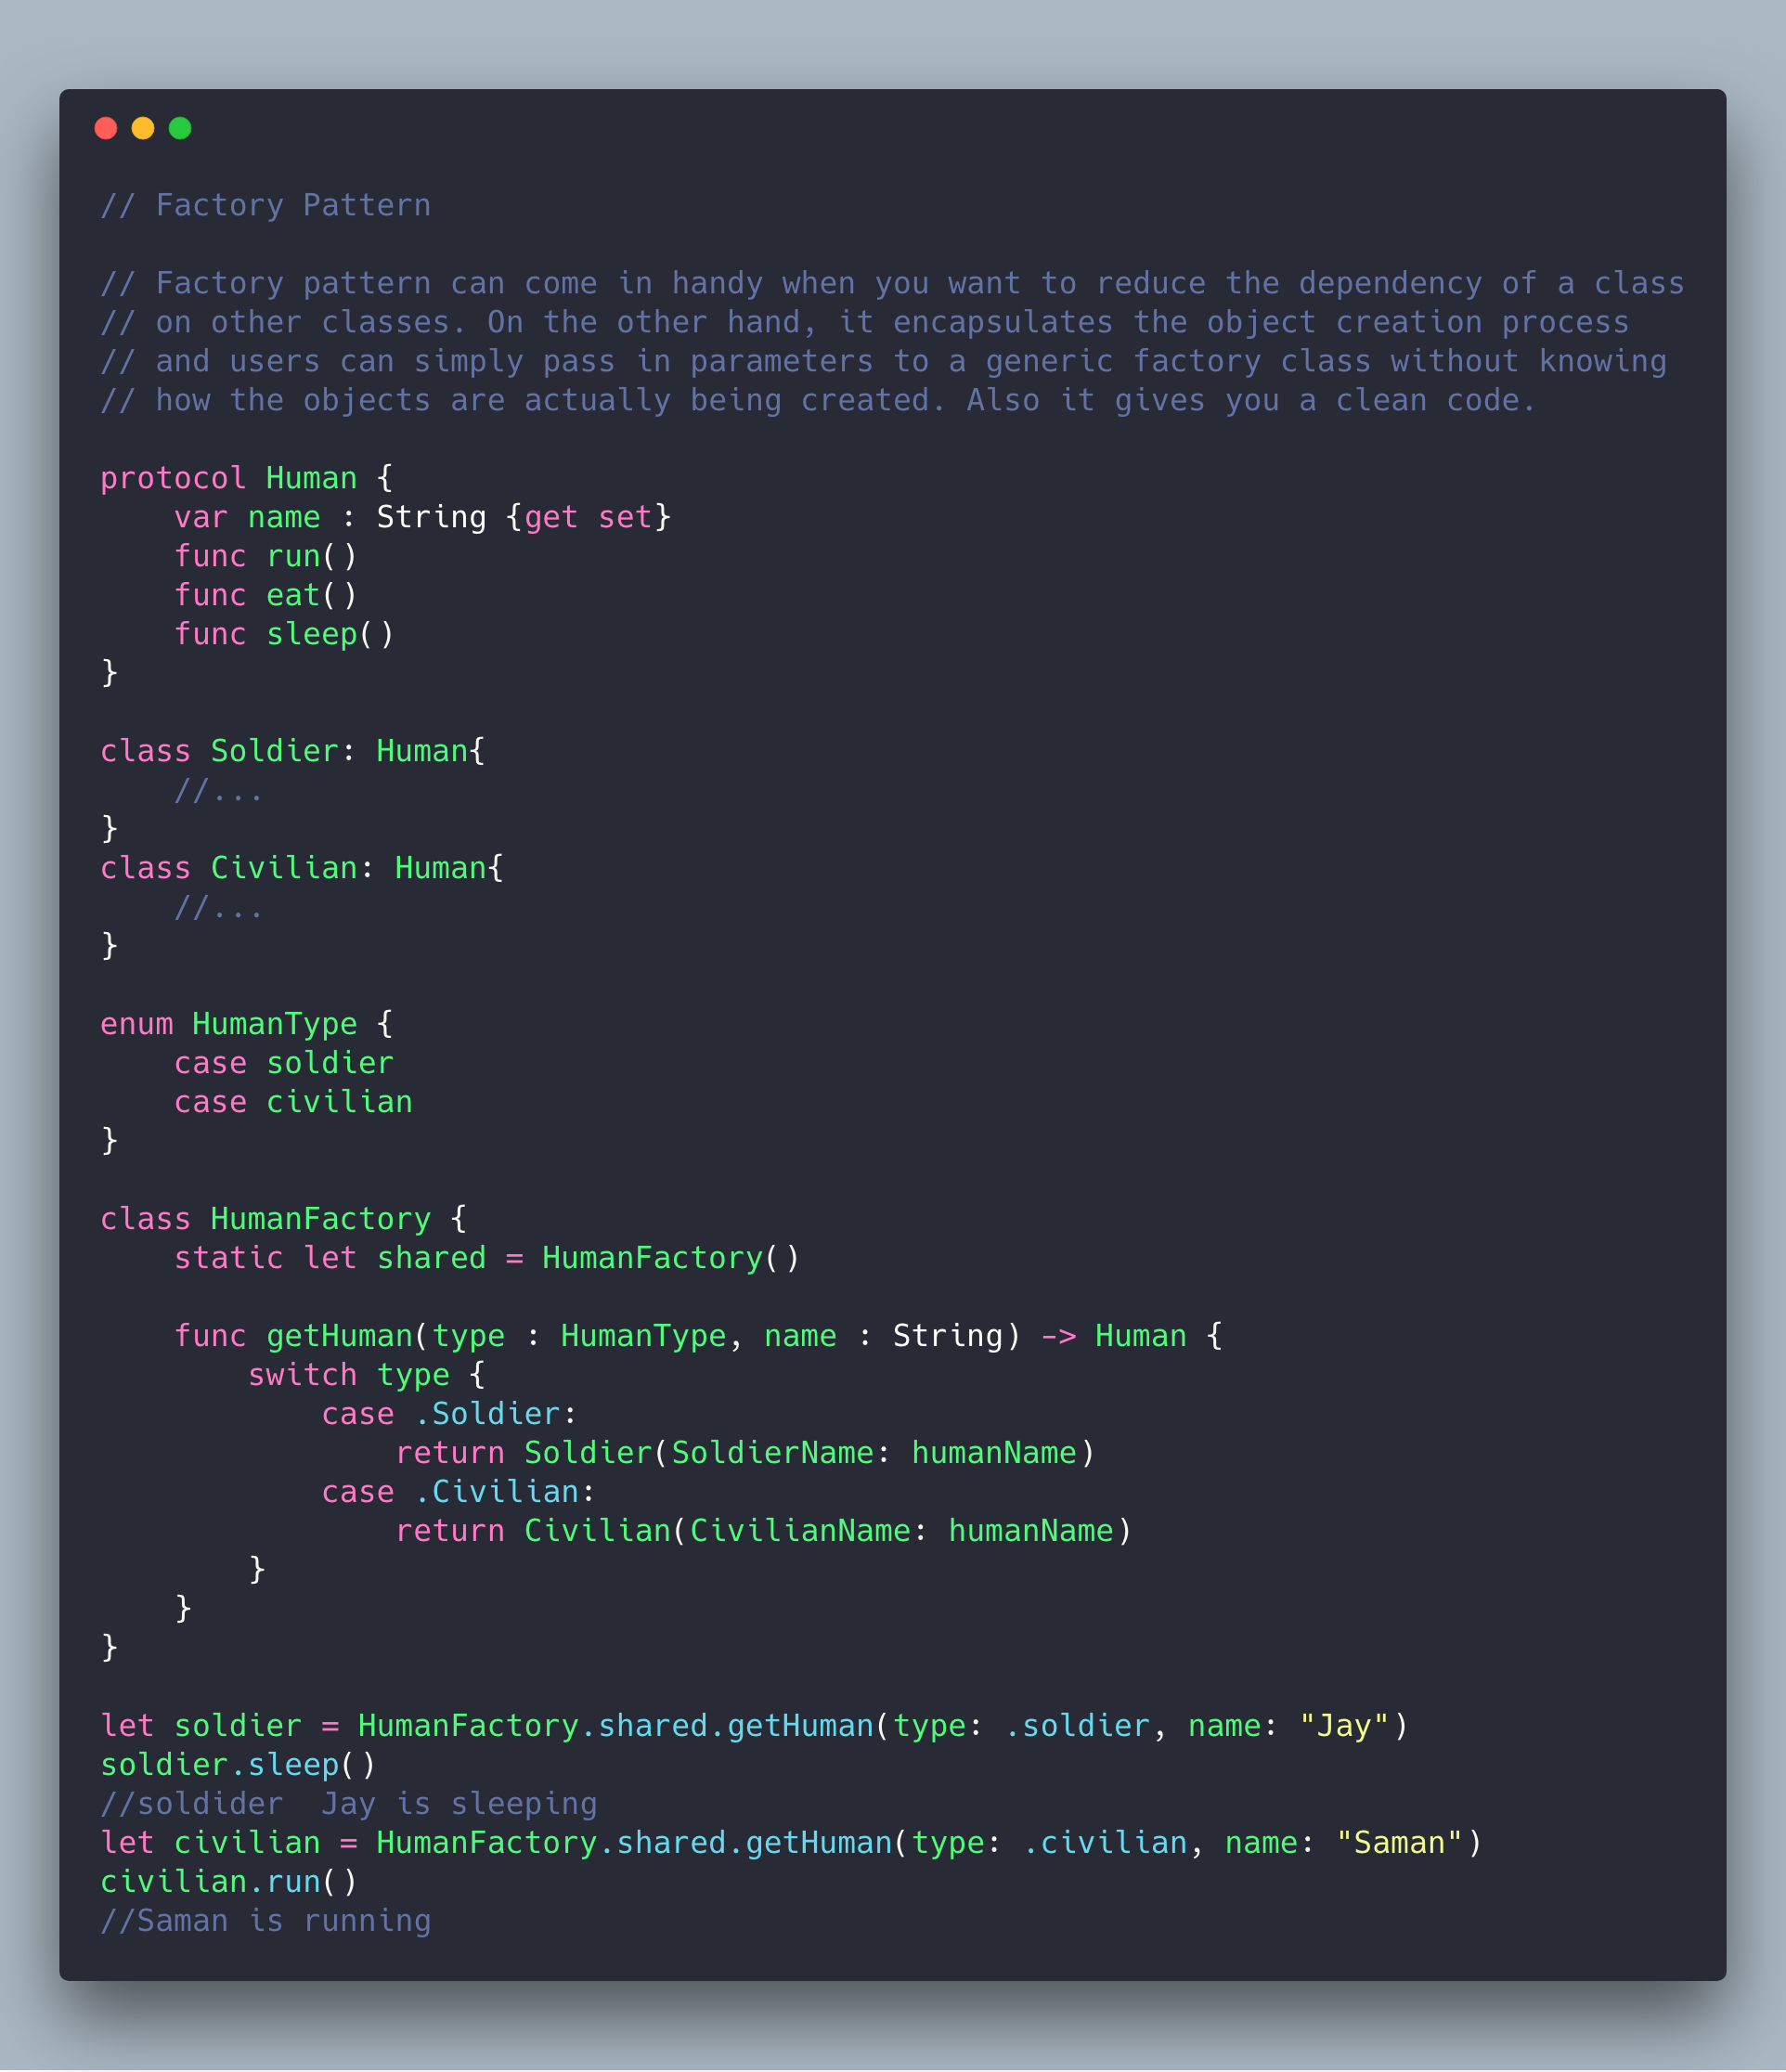 // Factory Pattern

// Factory pattern can come in handy when you want to reduce the dependency of a class
// on other classes. On the other hand, it encapsulates the object creation process
// and users can simply pass in parameters to a generic factory class without knowing
// how the objects are actually being created. Also it gives you a clean code.

protocol Human {
    var name : String {get set}
    func run()
    func eat()
    func sleep()
}

class Soldier: Human{
    //...
}
class Civilian: Human{
    //...
}

enum HumanType {
    case soldier
    case civilian
}

class HumanFactory {
    static let shared = HumanFactory()

    func getHuman(type : HumanType, name : String) -> Human {
        switch type {
            case .Soldier:
                return Soldier(SoldierName: humanName)
            case .Civilian:
                return Civilian(CivilianName: humanName)
        }
    }
}

let soldier = HumanFactory.shared.getHuman(type: .soldier, name: "Jay")
soldier.sleep()
//soldider  Jay is sleeping
let civilian = HumanFactory.shared.getHuman(type: .civilian, name: "Saman")
civilian.run()
//Saman is running